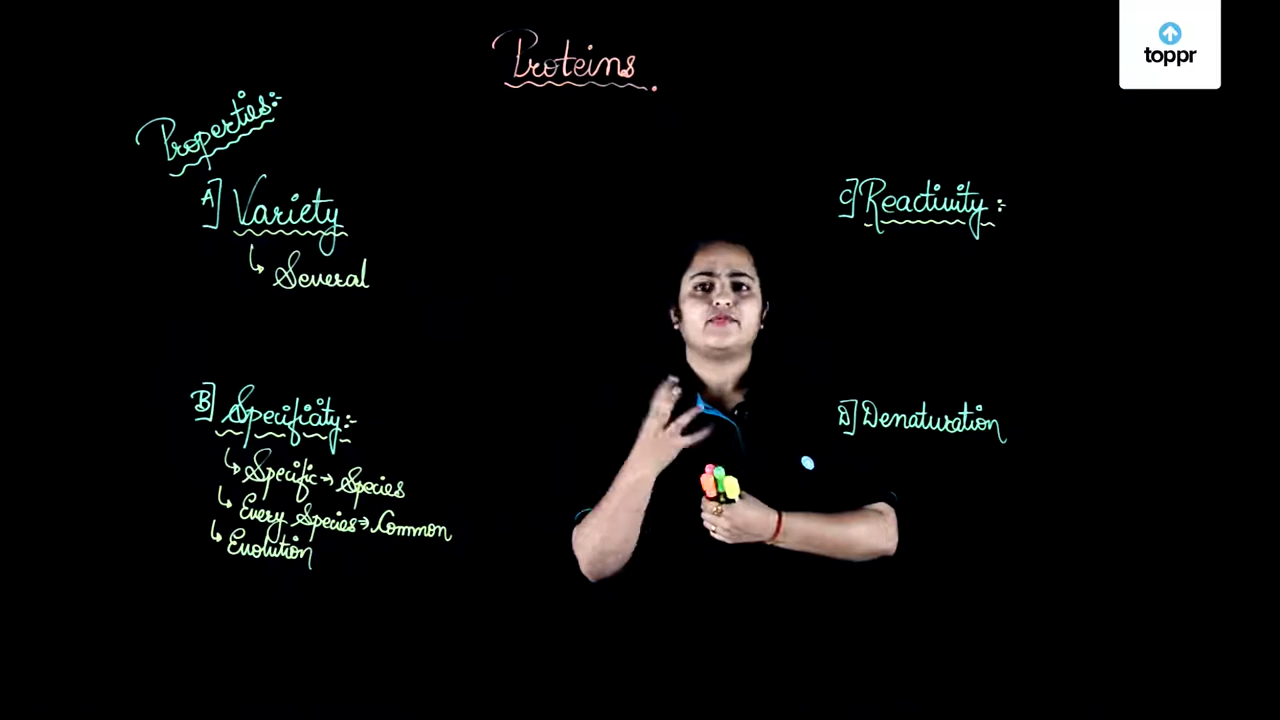 Proteins.
toppr
Properties:
A] Variety
↳ Several
B] Specificity:
↳ Specific → Species
↳ Every Species → Common
↳ Evolution
C] Reactivity:
D] Denaturation